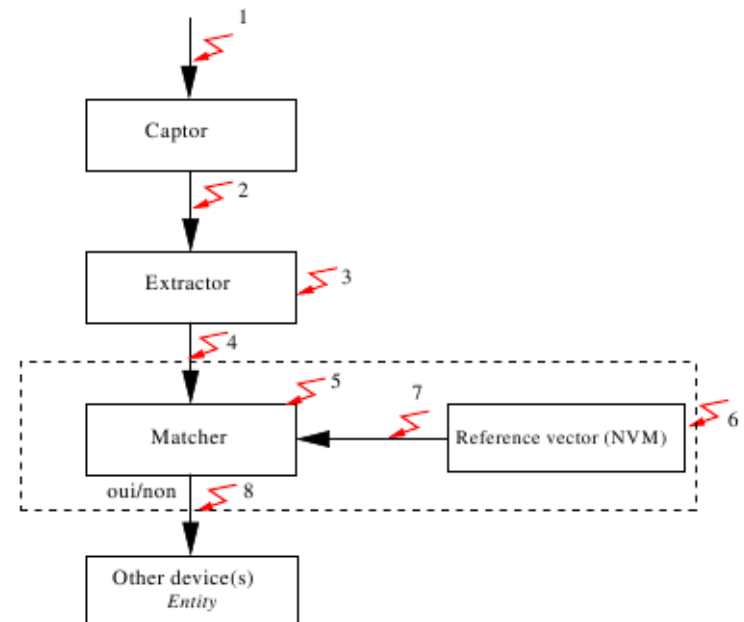 1
Captor
2
Extractor
3
4
5
7
Matcher
Reference vector (NVM)
6
oui/non
8
Other device(s)
Entity